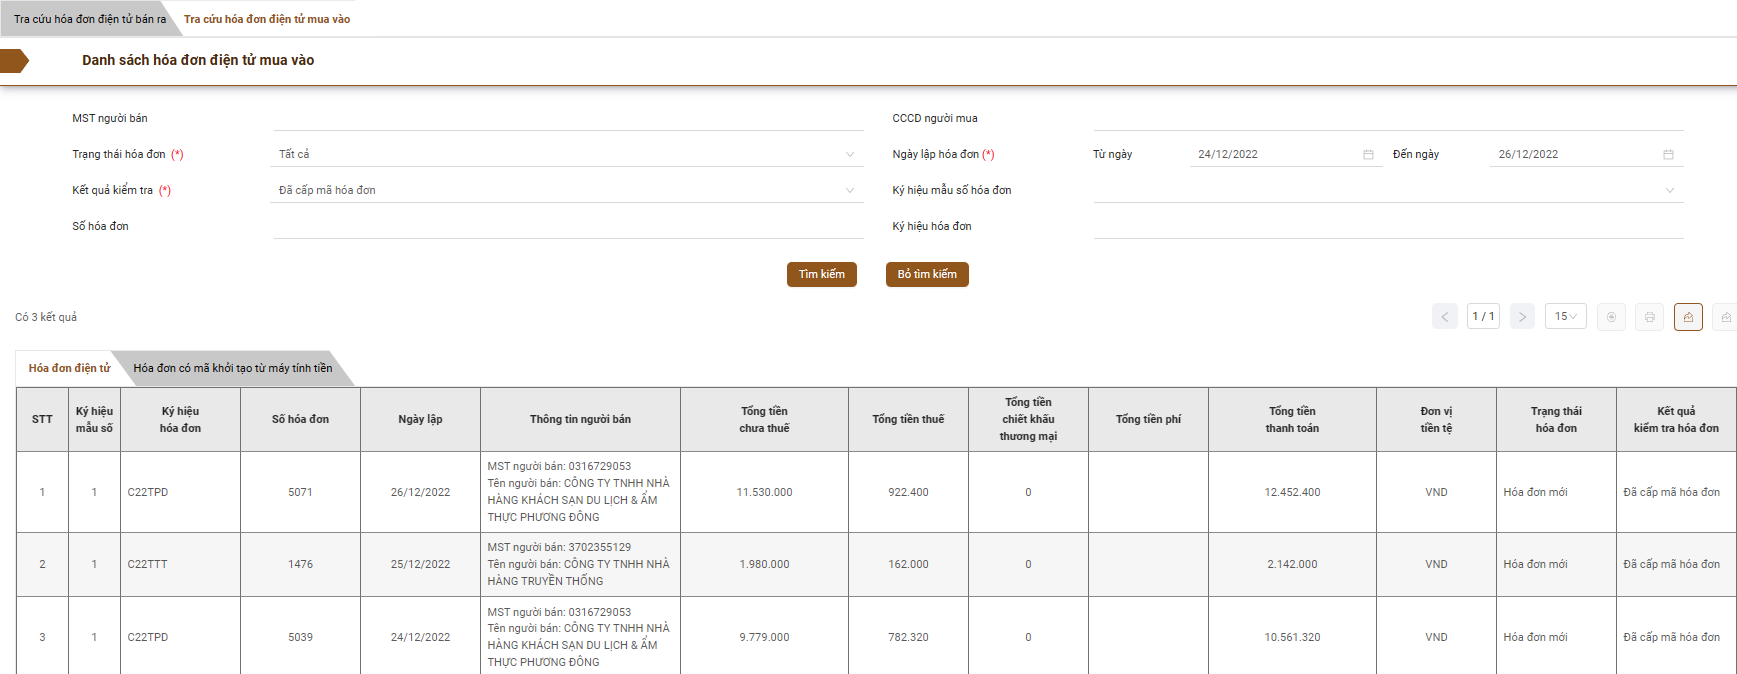 Tra cứu hóa đơn điện tử bán ra
Tra cứu hóa đơn điện tử mua vào
Danh sách hóa đơn điện tử mua vào
MST người bán
CCCD người mua
Trạng thái hóa đơn (*)
Tất cả
Ngày lập hóa đơn (*)
Từ ngày
24/12/2022
Đến ngày
26/12/2022
Kết quả kiểm tra (*)
Đã cấp mã hóa đơn
Ký hiệu mẫu số hóa đơn
Số hóa đơn
Ký hiệu hóa đơn
Tìm kiếm
Bỏ tìm kiếm
Có 3 kết quả
<
1 / 1
>
15
Hóa đơn điện tử
Hóa đơn có mã khởi tạo từ máy tính tiền
STT
Ký hiệu
mẫu số
Ký hiệu
hóa đơn
Số hóa đơn
Ngày lập
Thông tin người bán
Tổng tiền
chưa thuế
Tổng tiền thuế
Tổng tiền
chiết khấu
thương mại
Tổng tiền phí
Tổng tiền
thanh toán
Đơn vị
tiền tệ
Trạng thái
hóa đơn
Kết quả
kiểm tra hóa đơn
1
1
C22TPD
5071
26/12/2022
MST người bán: 0316729053
Tên người bán: CÔNG TY TNHH NHÀ
HÀNG KHÁCH SẠN DU LỊCH & ẨM
THỰC PHƯƠNG ĐÔNG
11.530.000
922.400
0
12.452.400
VND
Hóa đơn mới
Đã cấp mã hóa đơn
2
1
C22TTT
1476
25/12/2022
MST người bán: 3702355129
Tên người bán: CÔNG TY TNHH NHÀ
HÀNG TRUYỀN THỐNG
1.980.000
162.000
0
2.142.000
VND
Hóa đơn mới
Đã cấp mã hóa đơn
3
1
C22TPD
5039
24/12/2022
MST người bán: 0316729053
Tên người bán: CÔNG TY TNHH NHÀ
HÀNG KHÁCH SẠN DU LỊCH & ẨM
THỰC PHƯƠNG ĐÔNG
9.779.000
782.320
0
10.561.320
VND
Hóa đơn mới
Đã cấp mã hóa đơn